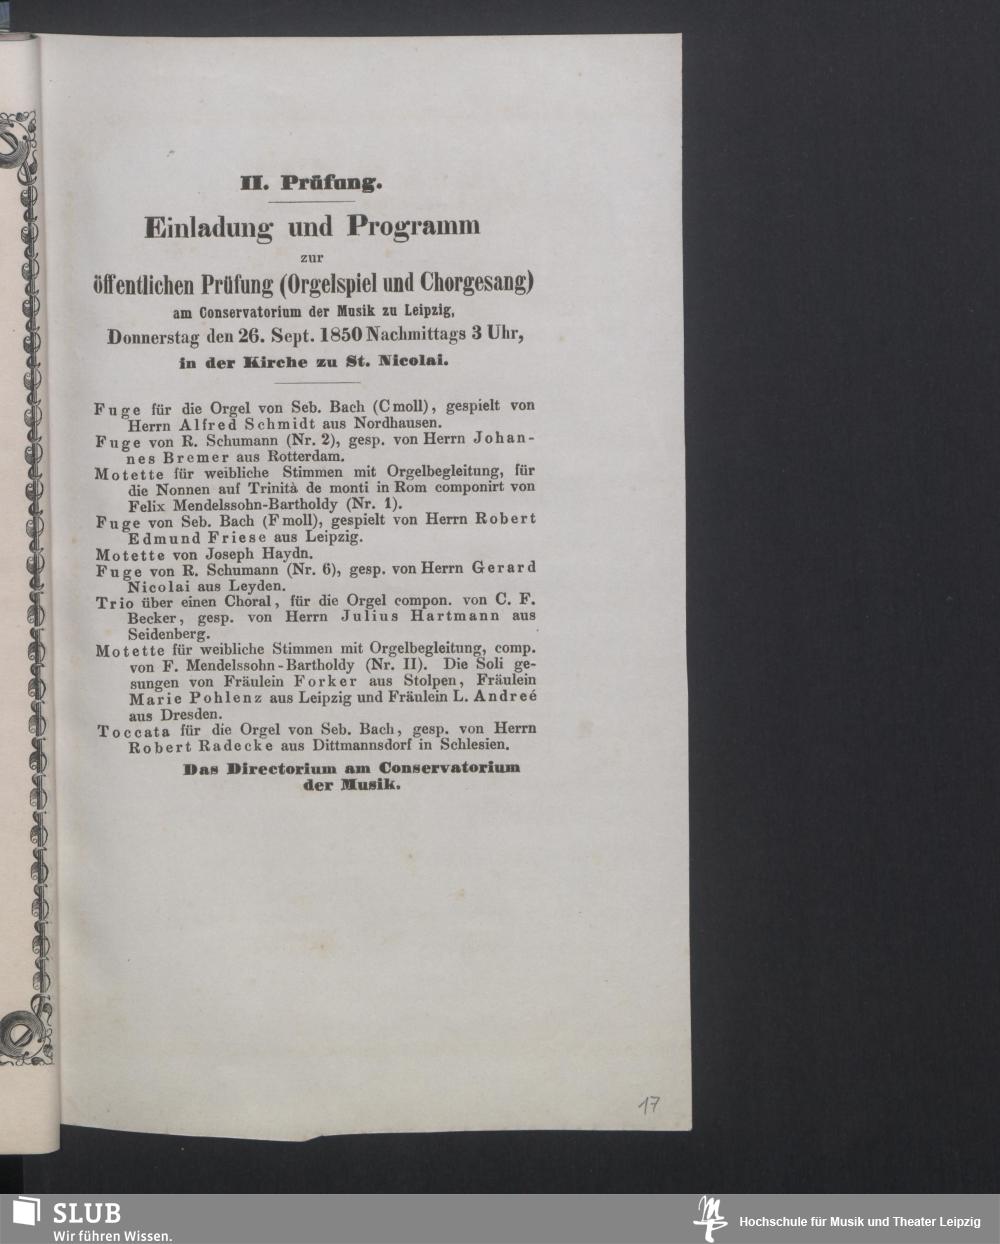 II. Prüfung.
Einladung und Programm
zur
öffentlichen Prüfung (Orgelspiel und Chorgesang)
am Conservatorium der Musik zu Leipzig,
Donnerstag den 26. Sept. 1850 Nachmittags 3 Uhr,
in der Kirche zu St. Nicolai.
Fuge für die Orgel von Seb. Bach (C moll), gespielt von
Herrn Alfred Schmidt aus Nordhausen.
Fuge von R. Schumann (Nr. 2), gesp. von Herrn Johan-
nes Bremer aus Rotterdam.
Motette für weibliche Stimmen mit Orgelbegleitung, für
die Nonnen auf Trinità de monti in Rom componirt von
Felix Mendelssohn-Bartholdy (Nr. 1).
Fuge von Seb. Bach (F moll), gespielt von Herrn Robert
Edmund Friese aus Leipzig.
Motette von Joseph Haydn.
Fuge von R. Schumann (Nr. 6), gesp. von Herrn Gerard
Nicolai aus Leyden.
Trio über einen Choral, für die Orgel compon. von C. F.
Becker, gesp. von Herrn Julius Hartmann aus
Seidenberg.
Motette für weibliche Stimmen mit Orgelbegleitung, comp.
von F. Mendelssohn-Bartholdy (Nr. II). Die Soli ge-
sungen von Fräulein Forker aus Stolpen, Fräulein
Marie Pohlenz aus Leipzig und Fräulein L. Andreé
aus Dresden.
Toccata für die Orgel von Seb. Bach, gesp. von Herrn
Robert Radecke aus Dittmannsdorf in Schlesien.
Das Directorium am Conservatorium
der Musik.
17
SLUB
Wir führen Wissen.
Hochschule für Musik und Theater Leipzig